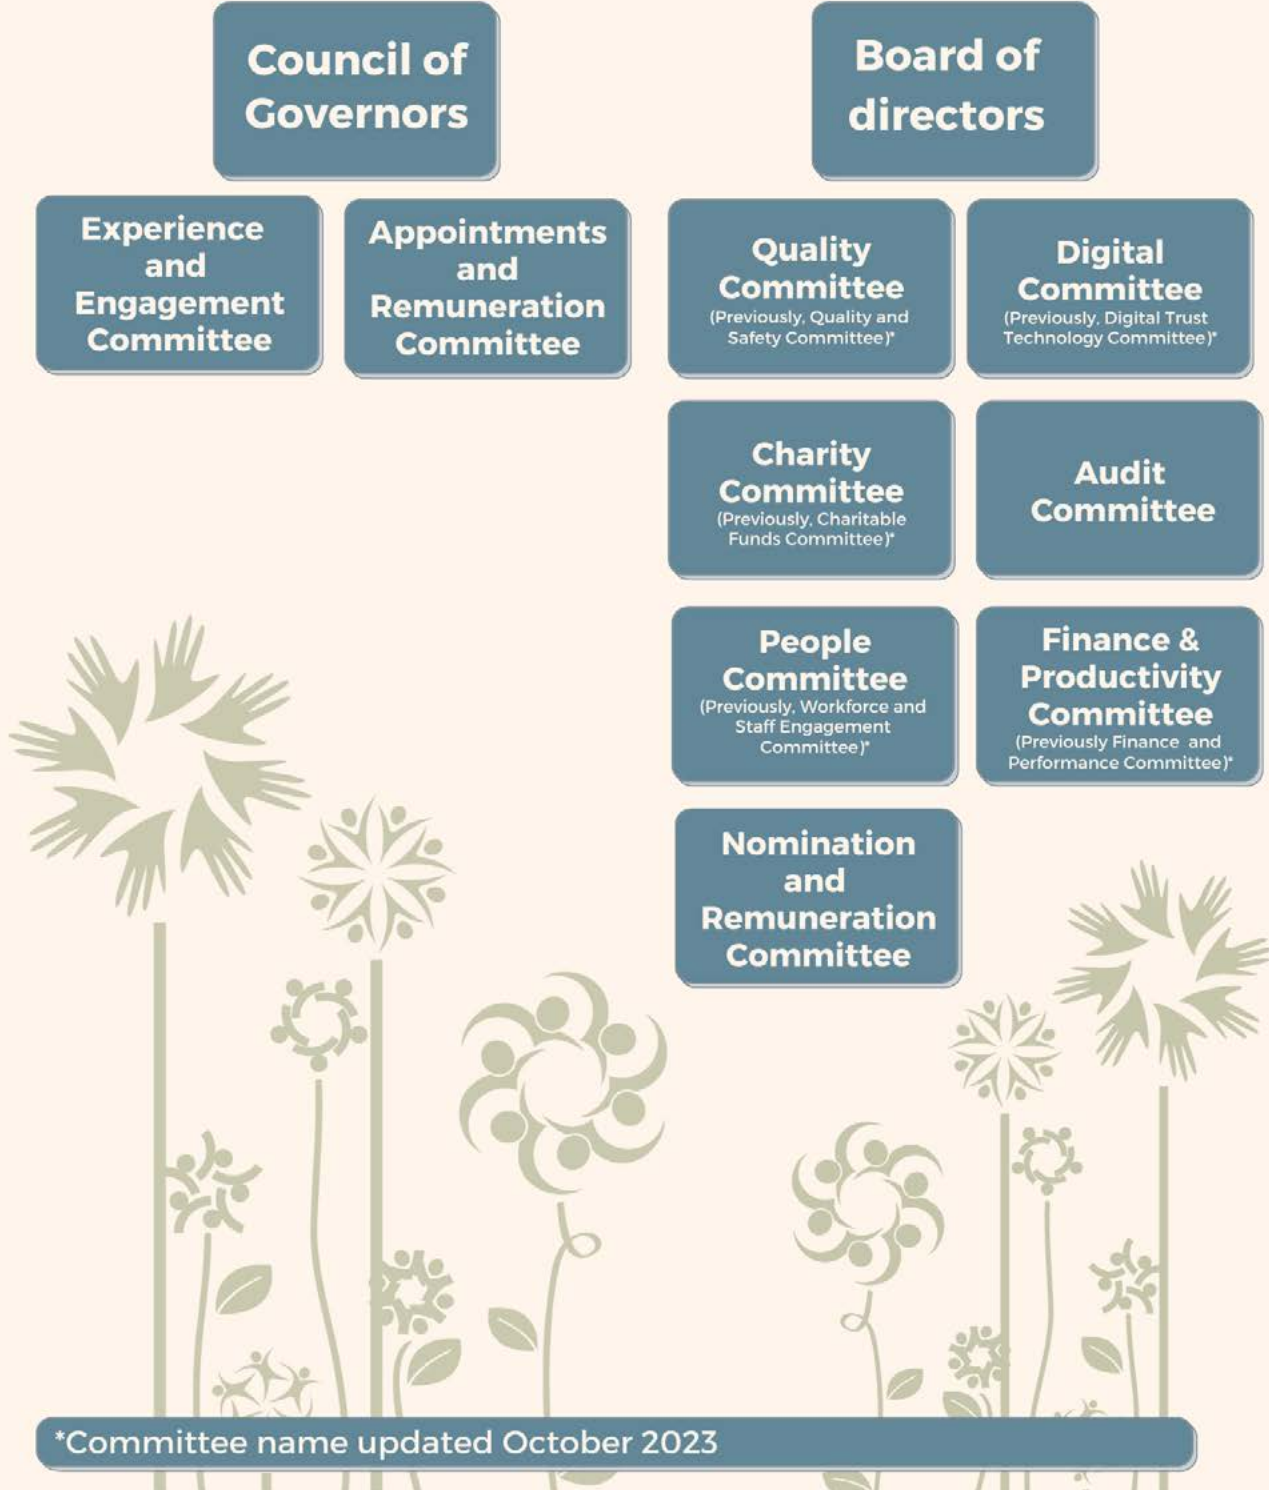 Council of
Governors
Board of
directors
Experience
and
Engagement
Committee
Appointments
and
Remuneration
Committee
Quality
Committee
(Previously, Quality and
Safety Committee)*
Digital
Committee
(Previously, Digital Trust
Technology Committee)*
Charity
Committee
(Previously, Charitable
Funds Committee)*
Audit
Committee
People
Committee
(Previously, Workforce and
Staff Engagement
Committee)*
Finance &
Productivity
Committee
(Previously Finance and
Performance Committee)*
Nomination
and
Remuneration
Committee
*Committee name updated October 2023